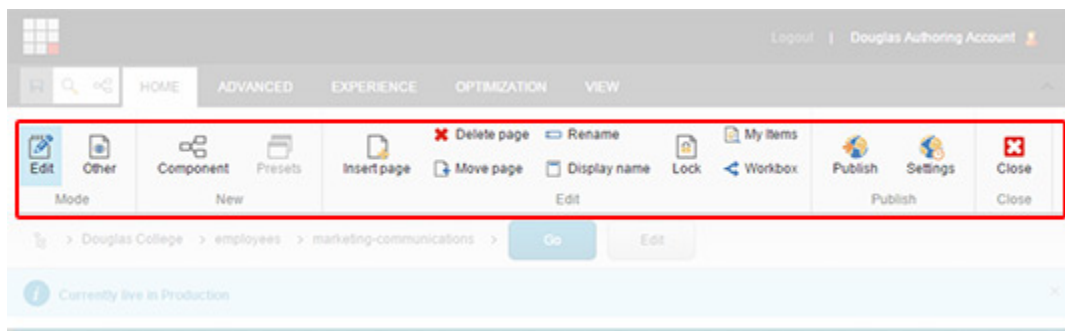 Logout | Douglas Authoring Account
HOME ADVANCED EXPERIENCE OPTIMIZATION VIEW
Delete page Rename My Items
Edit Other Component Presets Insert page Move page Display name Lock Workbox Publish Settings Close
Mode New Edit Publish Close
> Douglas College > employees > marketing-communications > Go Edit
Currently live in Production